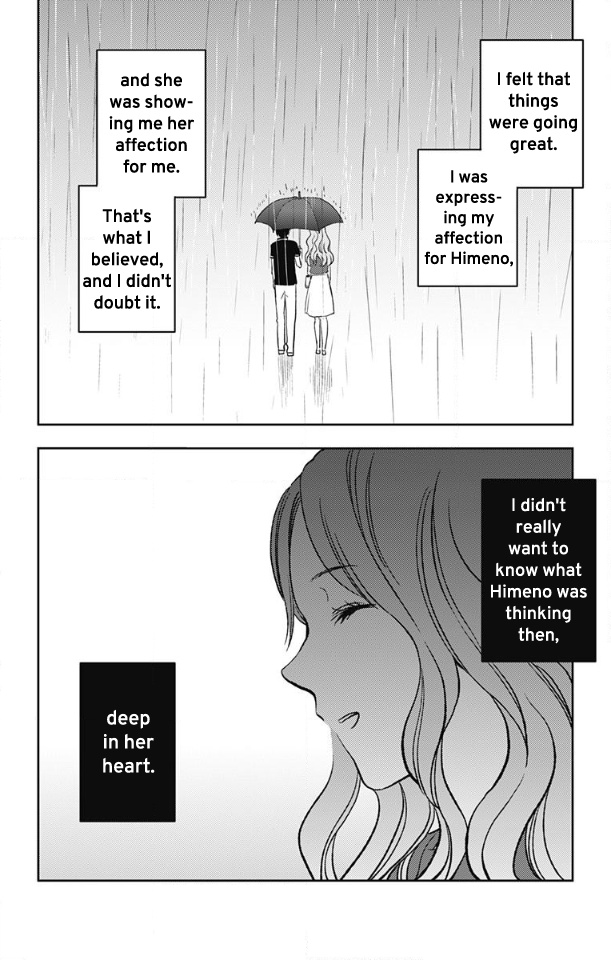 I felt that
things
were going
great.
I was
express-
ing my
affection
for Himeno,
and she
was show-
ing me her
affection
for me.
That's
what I
believed,
and I didn't
doubt it.
I didn't
really
want to
know what
Himeno was
thinking
then,
deep
in her
heart.